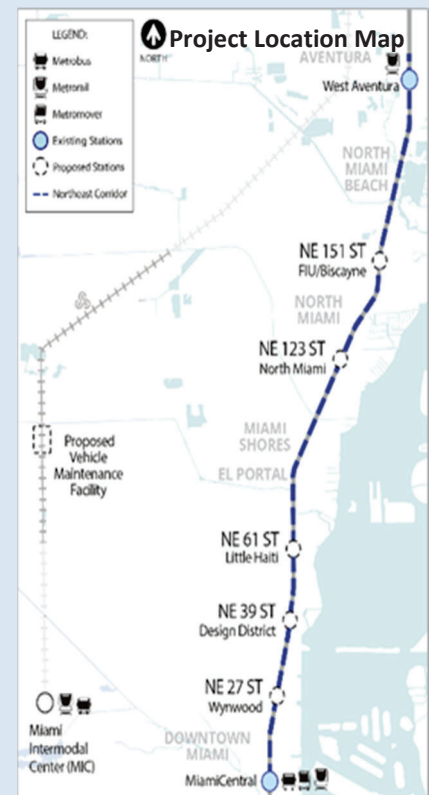 Project Location Map
LEGEND:
Metrobus
Metrorail
Metromover
Existing Stations
Proposed Stations
Northeast Corridor
NORTH
AVENTURA
West Aventura
NORTH
MIAMI
BEACH
NE 151 ST
FIU/Biscayne
NORTH
MIAMI
NE 123 ST
North Miami
MIAMI
SHORES
EL PORTAL
Proposed
Vehicle
Maintenance
Facility
NE 61 ST
Little Haiti
NE 39 ST
Design District
NE 27 ST
Wynwood
Miami
Intermodal
Center (MIC)
DOWNTOWN
MIAMI
MiamiCentral